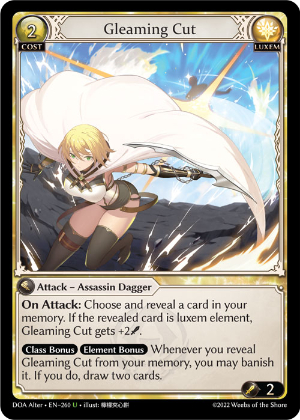 2
Gleaming Cut
COST
LUXEM
Attack – Assassin Dagger
On Attack: Choose and reveal a card in your
memory. If the revealed card is luxem element,
Gleaming Cut gets +2
Class Bonus Element Bonus Whenever you reveal
Gleaming Cut from your memory, you may banish
it. If you do, draw two cards.
2
DOA Alter • EN-260 U • illust:
©2022 Weebs of the Shore